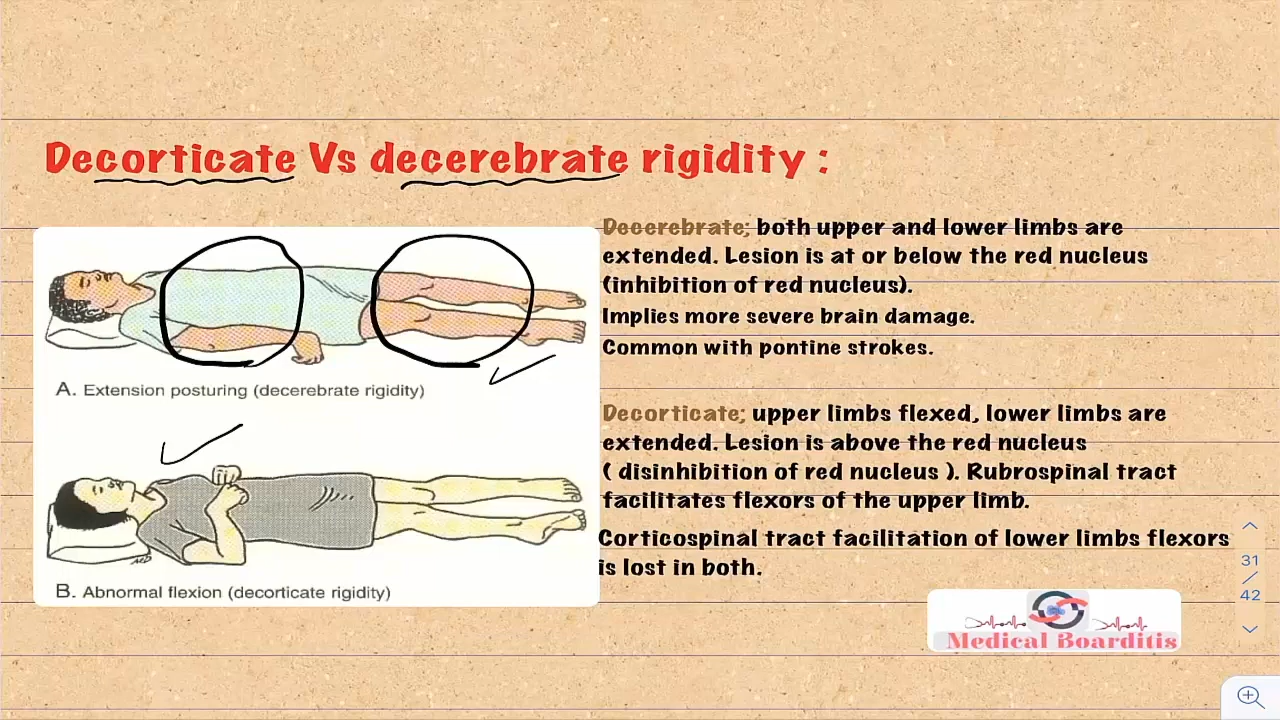 Decorticate Vs decerebrate rigidity :
Decerebrate; both upper and lower limbs are
extended. Lesion is at or below the red nucleus
(inhibition of red nucleus).
Implies more severe brain damage.
Common with pontine strokes.
A. Extension posturing (decerebrate rigidity)
Decorticate; upper limbs flexed, lower limbs are
extended. Lesion is above the red nucleus
( disinhibition of red nucleus ). Rubrospinal tract
facilitates flexors of the upper limb.
Corticospinal tract facilitation of lower limbs flexors
is lost in both.
B. Abnormal flexion (decorticate rigidity)
31
/
42
Medical Boarditis